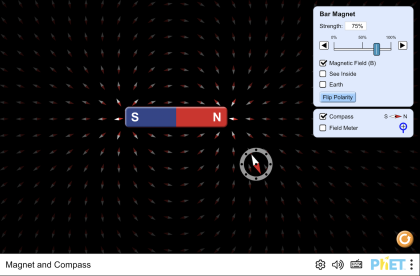 Bar Magnet
Strength: 75%
0% 50% 100%
Magnetic Field (B)
See Inside
Earth
Flip Polarity
Compass S N
Field Meter
S N
Magnet and Compass PhET